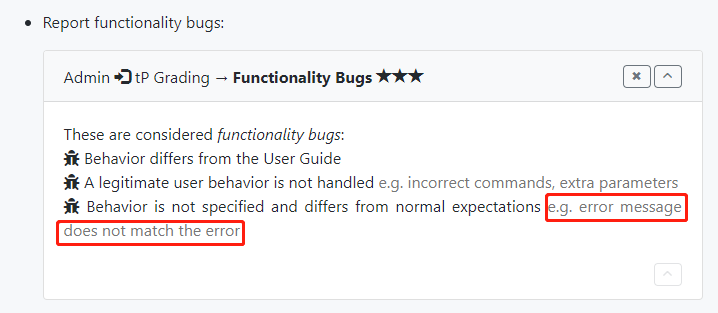 Report functionality bugs:
Admin tP Grading → Functionality Bugs ★★★
These are considered functionality bugs:
Behavior differs from the User Guide
A legitimate user behavior is not handled e.g. incorrect commands, extra parameters
Behavior is not specified and differs from normal expectations e.g. error message
does not match the error